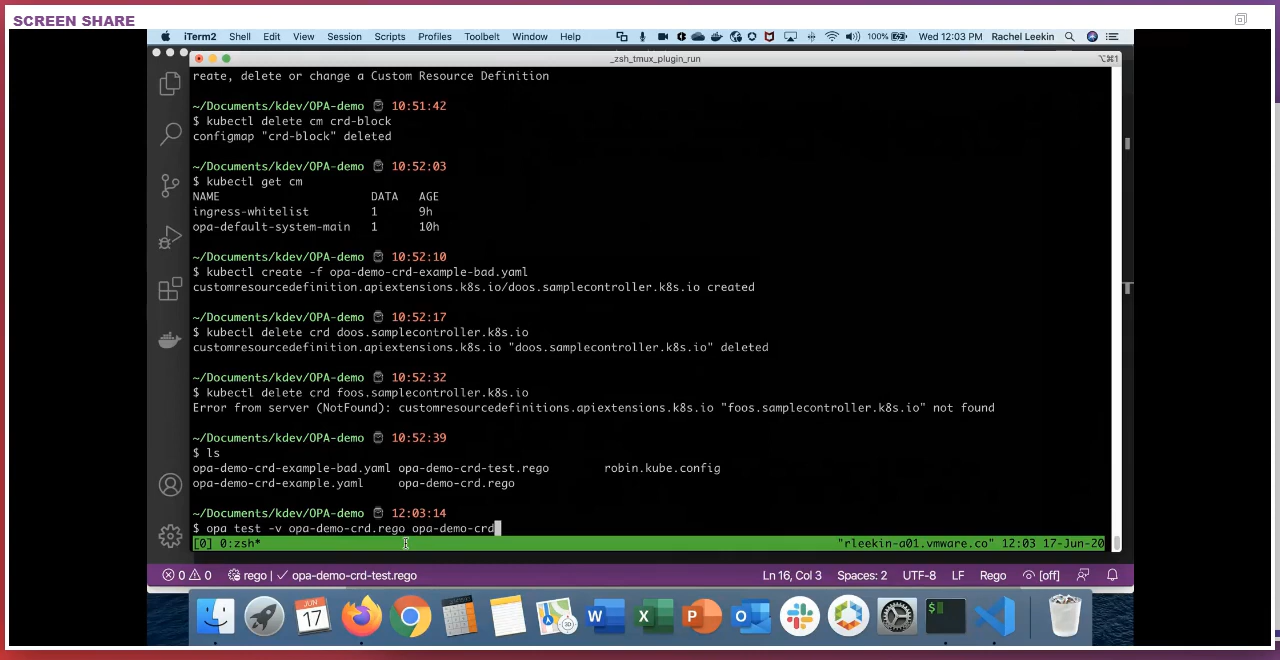 SCREEN SHARE
iTerm2 Shell Edit View Session Scripts Profiles Toolbelt Window Help 100% Wed 12:03 PM Rachel Leekin
_zsh_tmux_plugin_run
⌥⌘1
reate, delete or change a Custom Resource Definition
~/Documents/kdev/OPA-demo 10:51:42
$ kubectl delete cm crd-block
configmap "crd-block" deleted
~/Documents/kdev/OPA-demo 10:52:03
$ kubectl get cm
NAME DATA AGE
ingress-whitelist 1 9h
opa-default-system-main 1 10h
~/Documents/kdev/OPA-demo 10:52:10
$ kubectl create -f opa-demo-crd-example-bad.yaml
customresourcedefinition.apiextensions.k8s.io/doos.samplecontroller.k8s.io created
~/Documents/kdev/OPA-demo 10:52:17
$ kubectl delete crd doos.samplecontroller.k8s.io
customresourcedefinition.apiextensions.k8s.io "doos.samplecontroller.k8s.io" deleted
~/Documents/kdev/OPA-demo 10:52:32
$ kubectl delete crd foos.samplecontroller.k8s.io
Error from server (NotFound): customresourcedefinitions.apiextensions.k8s.io "foos.samplecontroller.k8s.io" not found
~/Documents/kdev/OPA-demo 10:52:39
$ ls
opa-demo-crd-example-bad.yaml opa-demo-crd-test.rego robin.kube.config
opa-demo-crd-example.yaml opa-demo-crd.rego
~/Documents/kdev/OPA-demo 12:03:14
$ opa test -v opa-demo-crd.rego opa-demo-crd
[0] 0:zsh* "rleekin-a01.vmware.co" 12:03 17-Jun-20
0 0 rego | ✓ opa-demo-crd-test.rego Ln 16, Col 3 Spaces: 2 UTF-8 LF Rego [off]
JUN
17
W X P O $